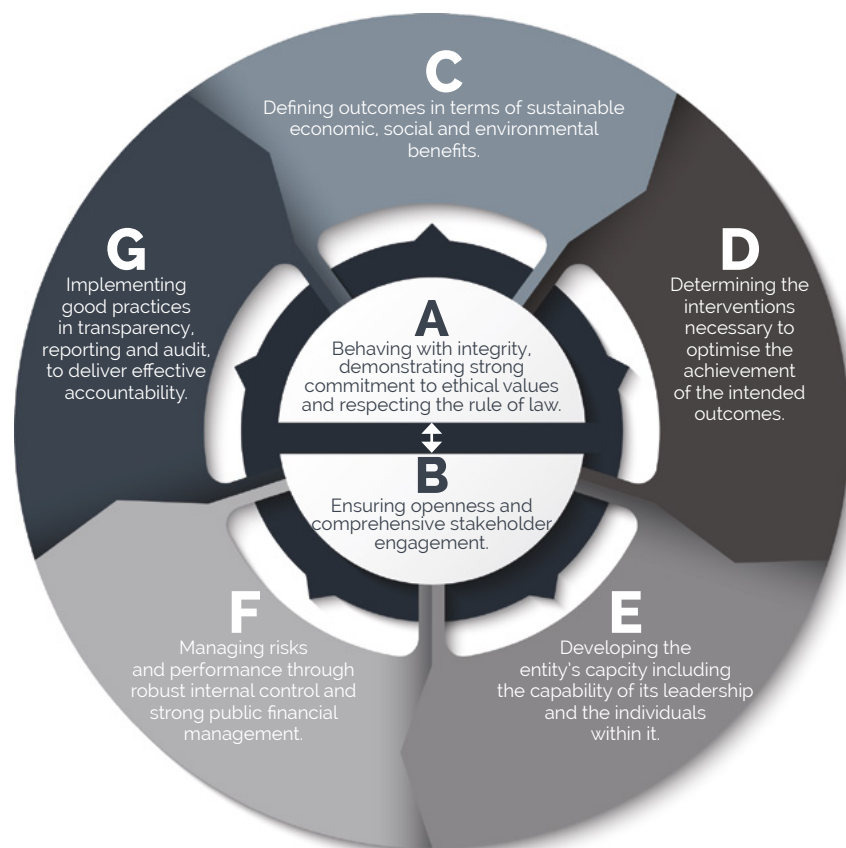 C
Defining outcomes in terms of sustainable
economic, social and environmental
benefits.
G
Implementing
good practices
in transparency,
reporting and audit,
to deliver effective
accountability.
D
Determining the
interventions
necessary to
optimise the
achievement
of the intended
outcomes.
A
Behaving with integrity,
demonstrating strong
commitment to ethical values
and respecting the rule of law.
B
Ensuring openness and
comprehensive stakeholder
engagement.
F
Managing risks
and performance through
robust internal control and
strong public financial
management.
E
Developing the
entity's capcity including
the capability of its leadership
and the individuals
within it.